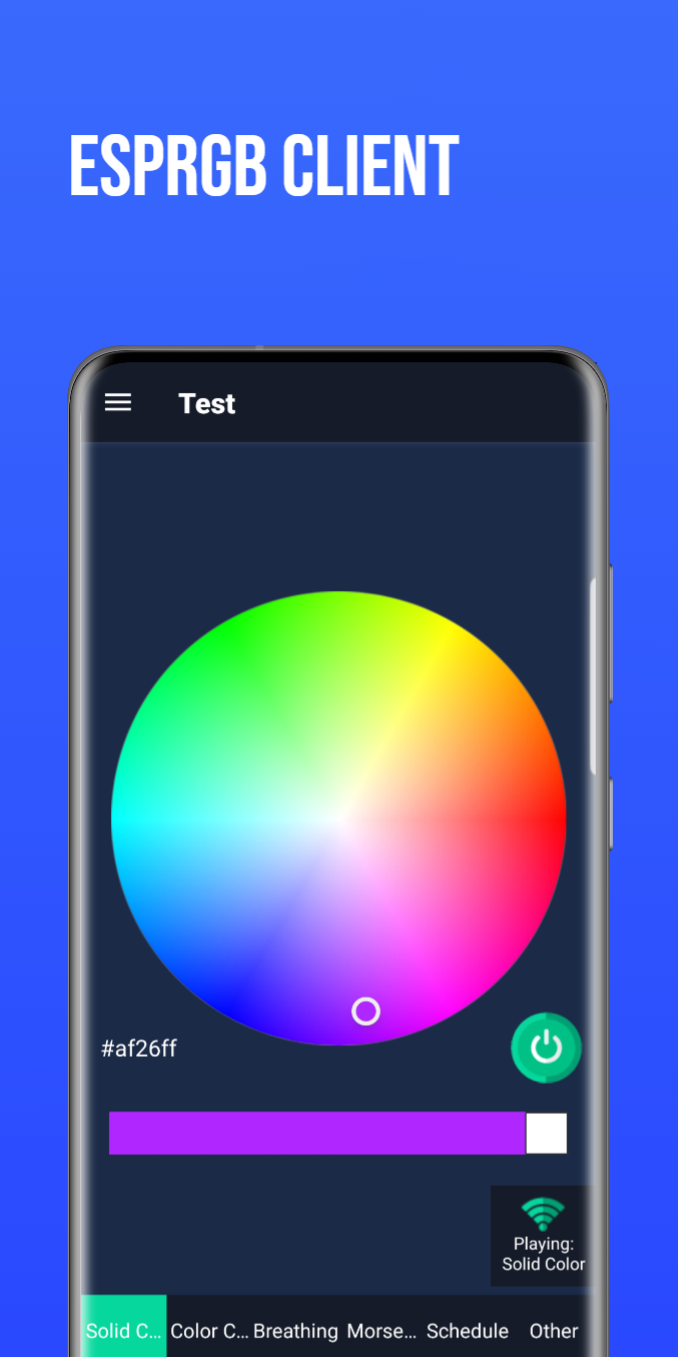 ESPRGB CLIENT
Test
#af26ff
Playing:
Solid Color
Solid C... Color C... Breathing Morse... Schedule Other